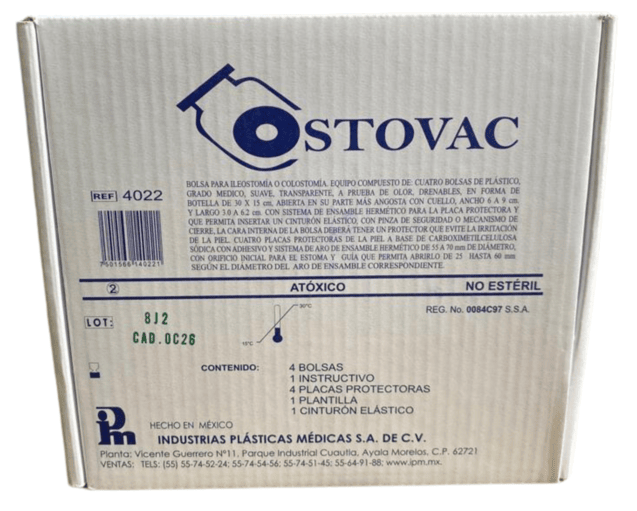 OSTOVAC
BOLSA PARA ILEOSTOMÍA O COLOSTOMÍA. EQUIPO COMPUESTO DE: CUATRO BOLSAS DE PLÁSTICO,
GRADO MEDICO, SUAVE, TRANSPARENTE, A PRUEBA DE OLOR, DRENABLES, EN FORMA DE
BOTELLA DE 30 X 15 cm, ABIERTA EN SU PARTE MÁS ANGOSTA CON CUELLO, ANCHO 6 A 9 cm,
Y LARGO 3.0 A 6.2 cm. CON SISTEMA DE ENSAMBLE HERMÉTICO PARA LA PLACA PROTECTORA Y
QUE PERMITA INSERTAR UN CINTURÓN ELÁSTICO, CON PINZA DE SEGURIDAD O MECANISMO DE
CIERRE, LA CARA INTERNA DE LA BOLSA DEBERÁ TENER UN PROTECTOR QUE EVITE LA IRRITACIÓN
DE LA PIEL. CUATRO PLACAS PROTECTORAS DE LA PIEL A BASE DE CARBOXIMETILCELULOSA
SÓDICA CON ADHESIVO Y SISTEMA DE ARO DE ENSAMBLE HERMÉTICO DE 55 A 70 mm DE DIÁMETRO,
CON ORIFICIO INICIAL PARA EL ESTOMA Y GUÍA QUE PERMITA ABRIRLO DE 25 HASTA 60 mm
SEGÚN EL DIÁMETRO DEL ARO DE ENSAMBLE CORRESPONDIENTE.
REF 4022
7 501566 140221
2 ATÓXICO NO ESTÉRIL
REG. No. 0084C97 S.S.A.
LOT: 8J2
CAD.0C26
30°C
15°C
CONTENIDO: 4 BOLSAS
1 INSTRUCTIVO
4 PLACAS PROTECTORAS
1 PLANTILLA
1 CINTURÓN ELÁSTICO
ipm
HECHO EN MÉXICO
INDUSTRIAS PLÁSTICAS MÉDICAS S.A. DE C.V.
Planta: Vicente Guerrero Nº11, Parque Industrial Cuautla, Ayala Morelos, C.P. 62721
VENTAS: TELS: (55) 55-74-52-24; 55-74-54-56; 55-74-51-45; 55-64-91-88; www.ipm.mx.